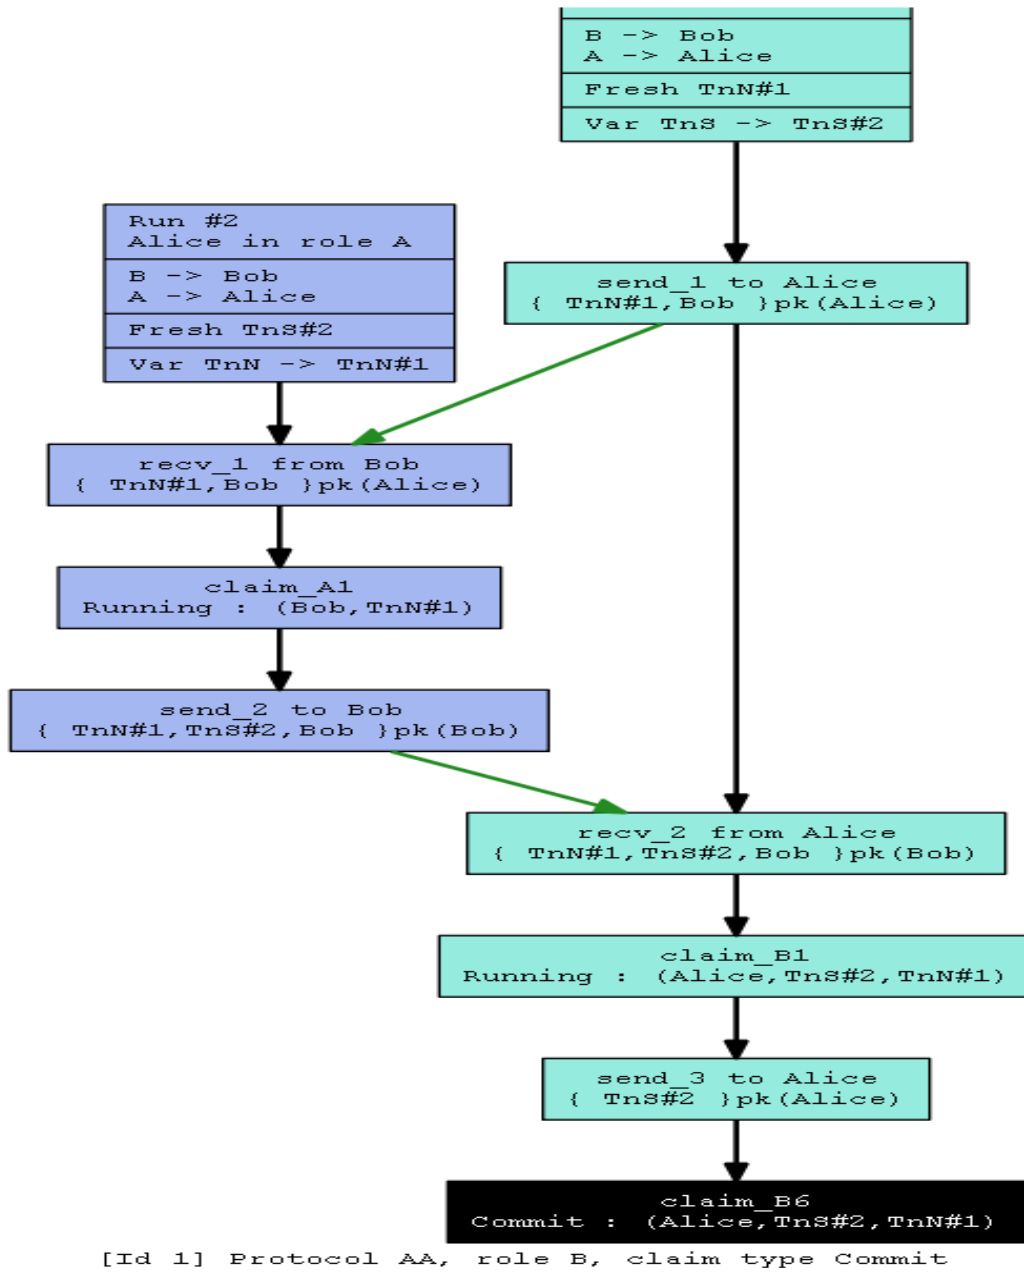 B -> Bob
A -> Alice
Fresh TnN#1
Var TnS -> TnS#2
Run #2
Alice in role A
B -> Bob
A -> Alice
Fresh TnS#2
Var TnN -> TnN#1
send_1 to Alice
{ TnN#1,Bob }pk(Alice)
recv_1 from Bob
{ TnN#1,Bob }pk(Alice)
claim_A1
Running : (Bob,TnN#1)
send_2 to Bob
{ TnN#1,TnS#2,Bob }pk(Bob)
recv_2 from Alice
{ TnN#1,TnS#2,Bob }pk(Bob)
claim_B1
Running : (Alice,TnS#2,TnN#1)
send_3 to Alice
{ TnS#2 }pk(Alice)
claim_B6
Commit : (Alice,TnS#2,TnN#1)
[Id 1] Protocol AA, role B, claim type Commit